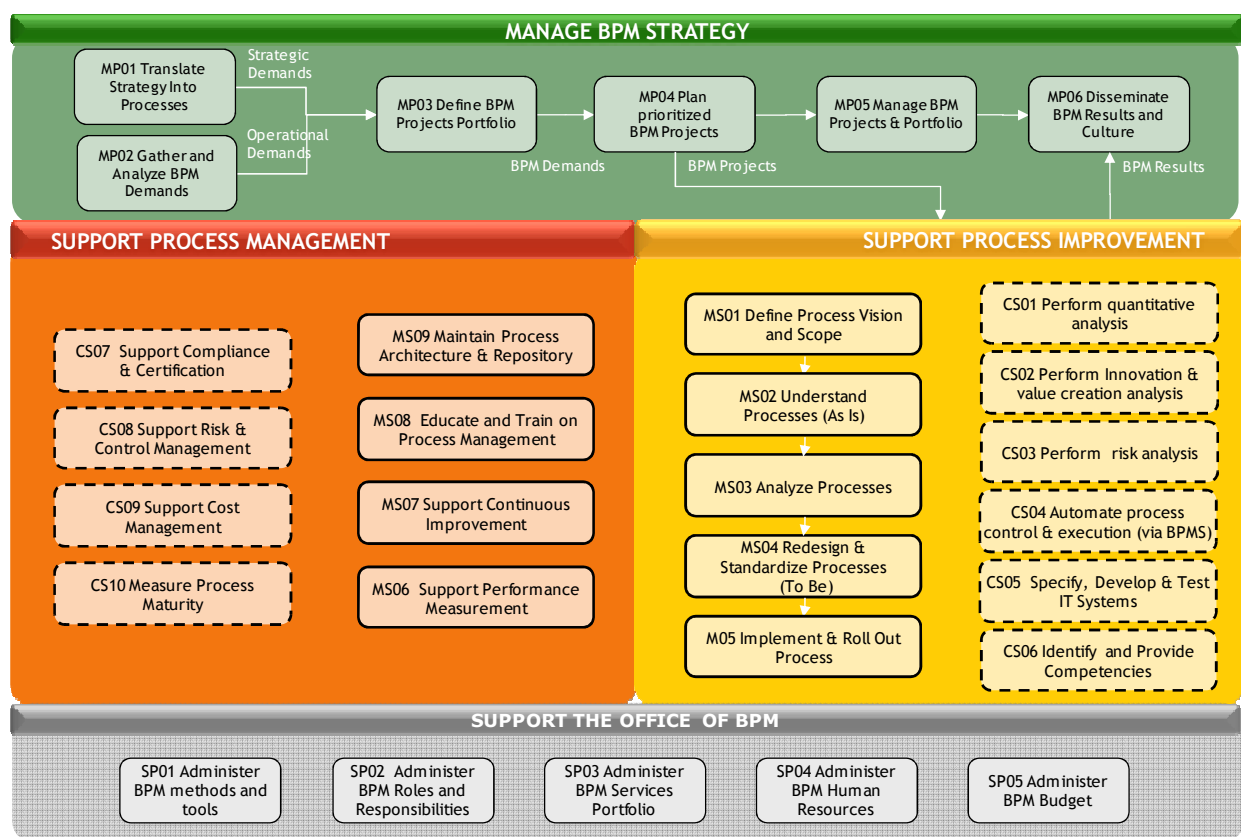 MANAGE BPM STRATEGY
MP01 Translate
Strategy Into
Processes
Strategic
Demands
MP02 Gather and
Analyze BPM
Demands
Operational
Demands
MP03 Define BPM
Projects Portfolio
BPM Demands
MP04 Plan
prioritized
BPM Projects
BPM Projects
MP05 Manage BPM
Projects & Portfolio
MP06 Disseminate
BPM Results and
Culture
BPM Results
SUPPORT PROCESS MANAGEMENT
CS07 Support Compliance
& Certification
CS08 Support Risk &
Control Management
CS09 Support Cost
Management
CS10 Measure Process
Maturity
MS09 Maintain Process
Architecture & Repository
MS08 Educate and Train on
Process Management
MS07 Support Continuous
Improvement
MS06 Support Performance
Measurement
SUPPORT PROCESS IMPROVEMENT
MS01 Define Process Vision
and Scope
MS02 Understand
Processes (As Is)
MS03 Analyze Processes
MS04 Redesign &
Standardize Processes
(To Be)
M05 Implement & Roll Out
Process
CS01 Perform quantitative
analysis
CS02 Perform Innovation &
value creation analysis
CS03 Perform risk analysis
CS04 Automate process
control & execution (via BPMS)
CS05 Specify, Develop & Test
IT Systems
CS06 Identify and Provide
Competencies
SUPPORT THE OFFICE OF BPM
SP01 Administer
BPM methods and
tools
SP02 Administer
BPM Roles and
Responsibilities
SP03 Administer
BPM Services
Portfolio
SP04 Administer
BPM Human
Resources
SP05 Administer
BPM Budget